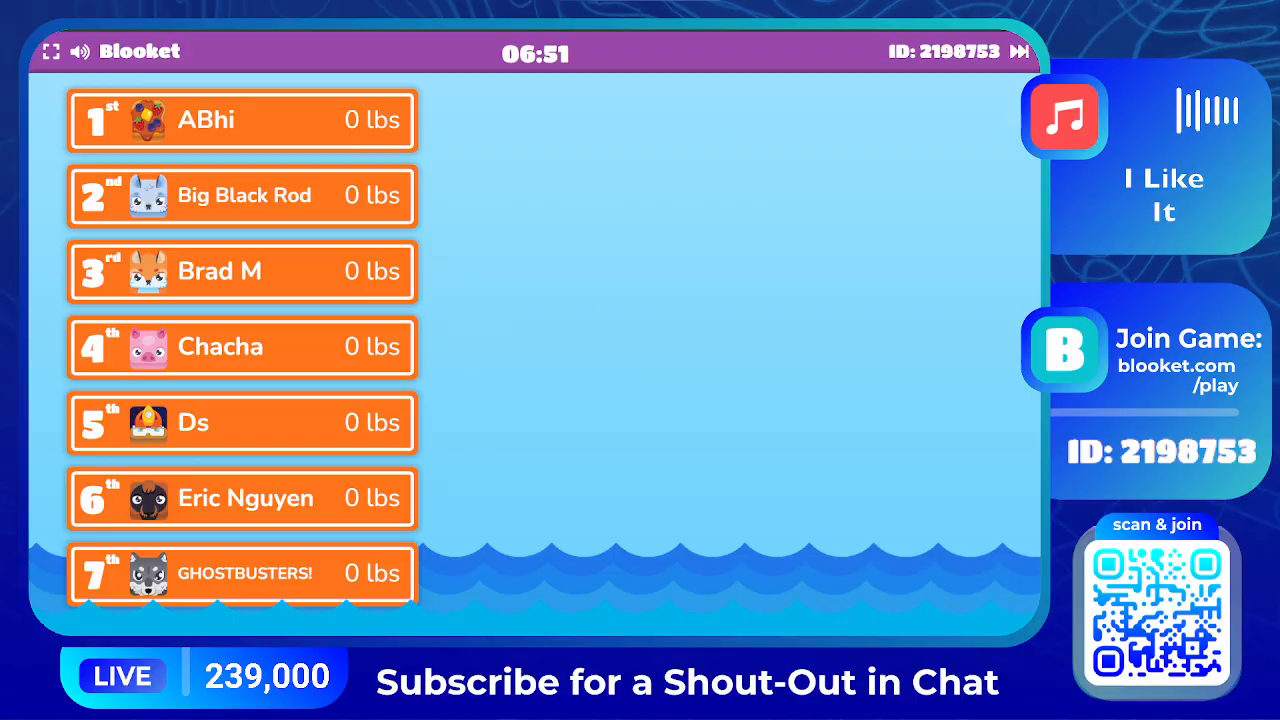 Blooket
06:51
ID: 2198753
1st ABhi 0 lbs
2nd Big Black Rod 0 lbs
3rd Brad M 0 lbs
4th Chacha 0 lbs
5th Ds 0 lbs
6th Eric Nguyen 0 lbs
7th GHOSTBUSTERS! 0 lbs
I Like
It
B
Join Game:
blooket.com
/play
ID: 2198753
scan & join
LIVE 239,000
Subscribe for a Shout-Out in Chat